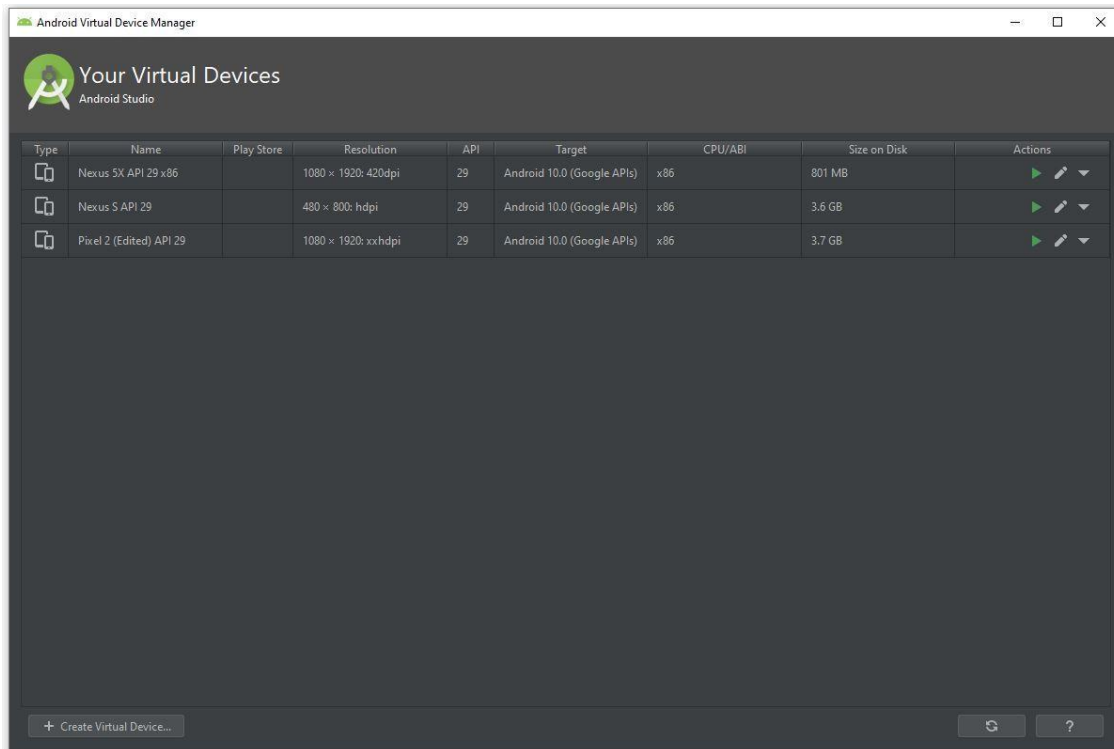 Android Virtual Device Manager
Your Virtual Devices
Android Studio
Type Name Play Store Resolution API Target CPU/ABI Size on Disk Actions
Nexus 5X API 29 x86 1080 × 1920: 420dpi 29 Android 10.0 (Google APIs) x86 801 MB
Nexus S API 29 480 × 800: hdpi 29 Android 10.0 (Google APIs) x86 3.6 GB
Pixel 2 (Edited) API 29 1080 × 1920: xxhdpi 29 Android 10.0 (Google APIs) x86 3.7 GB
+ Create Virtual Device... ?